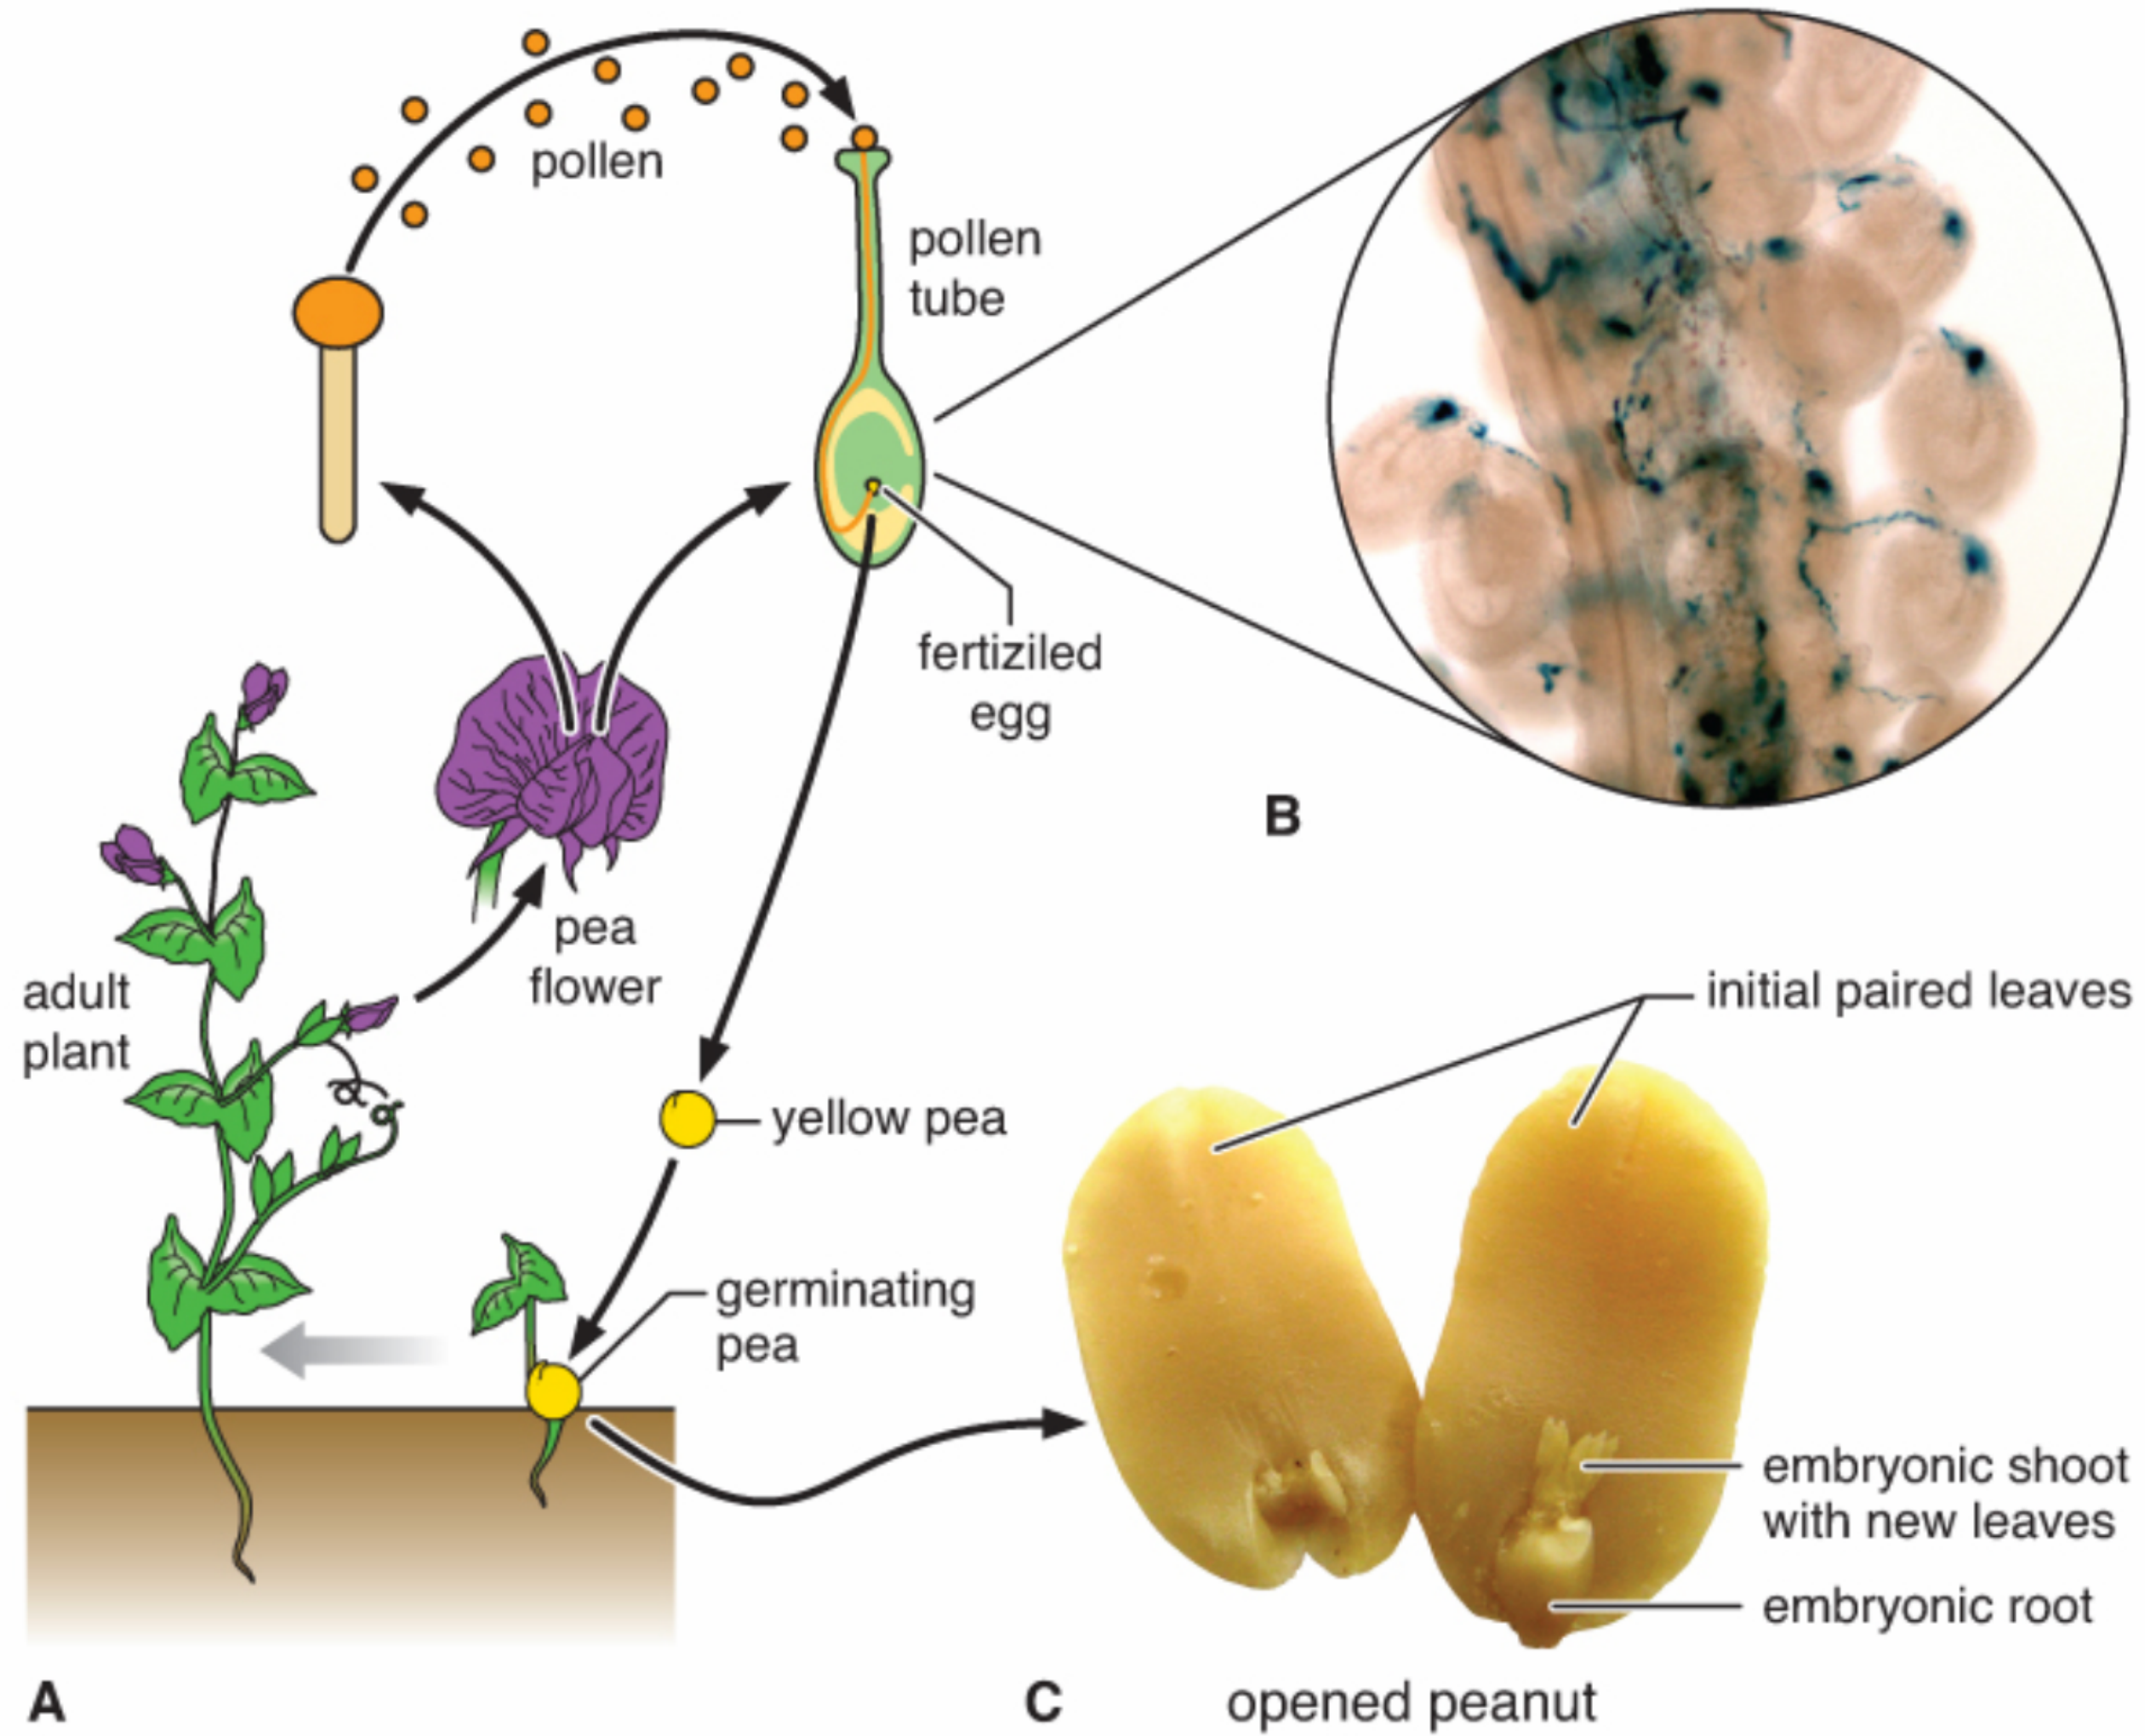 pollen
pollen
tube
fertiziled
egg
B
pea
flower
adult
plant
initial paired leaves
yellow pea
germinating
pea
embryonic shoot
with new leaves
embryonic root
A
C
opened peanut